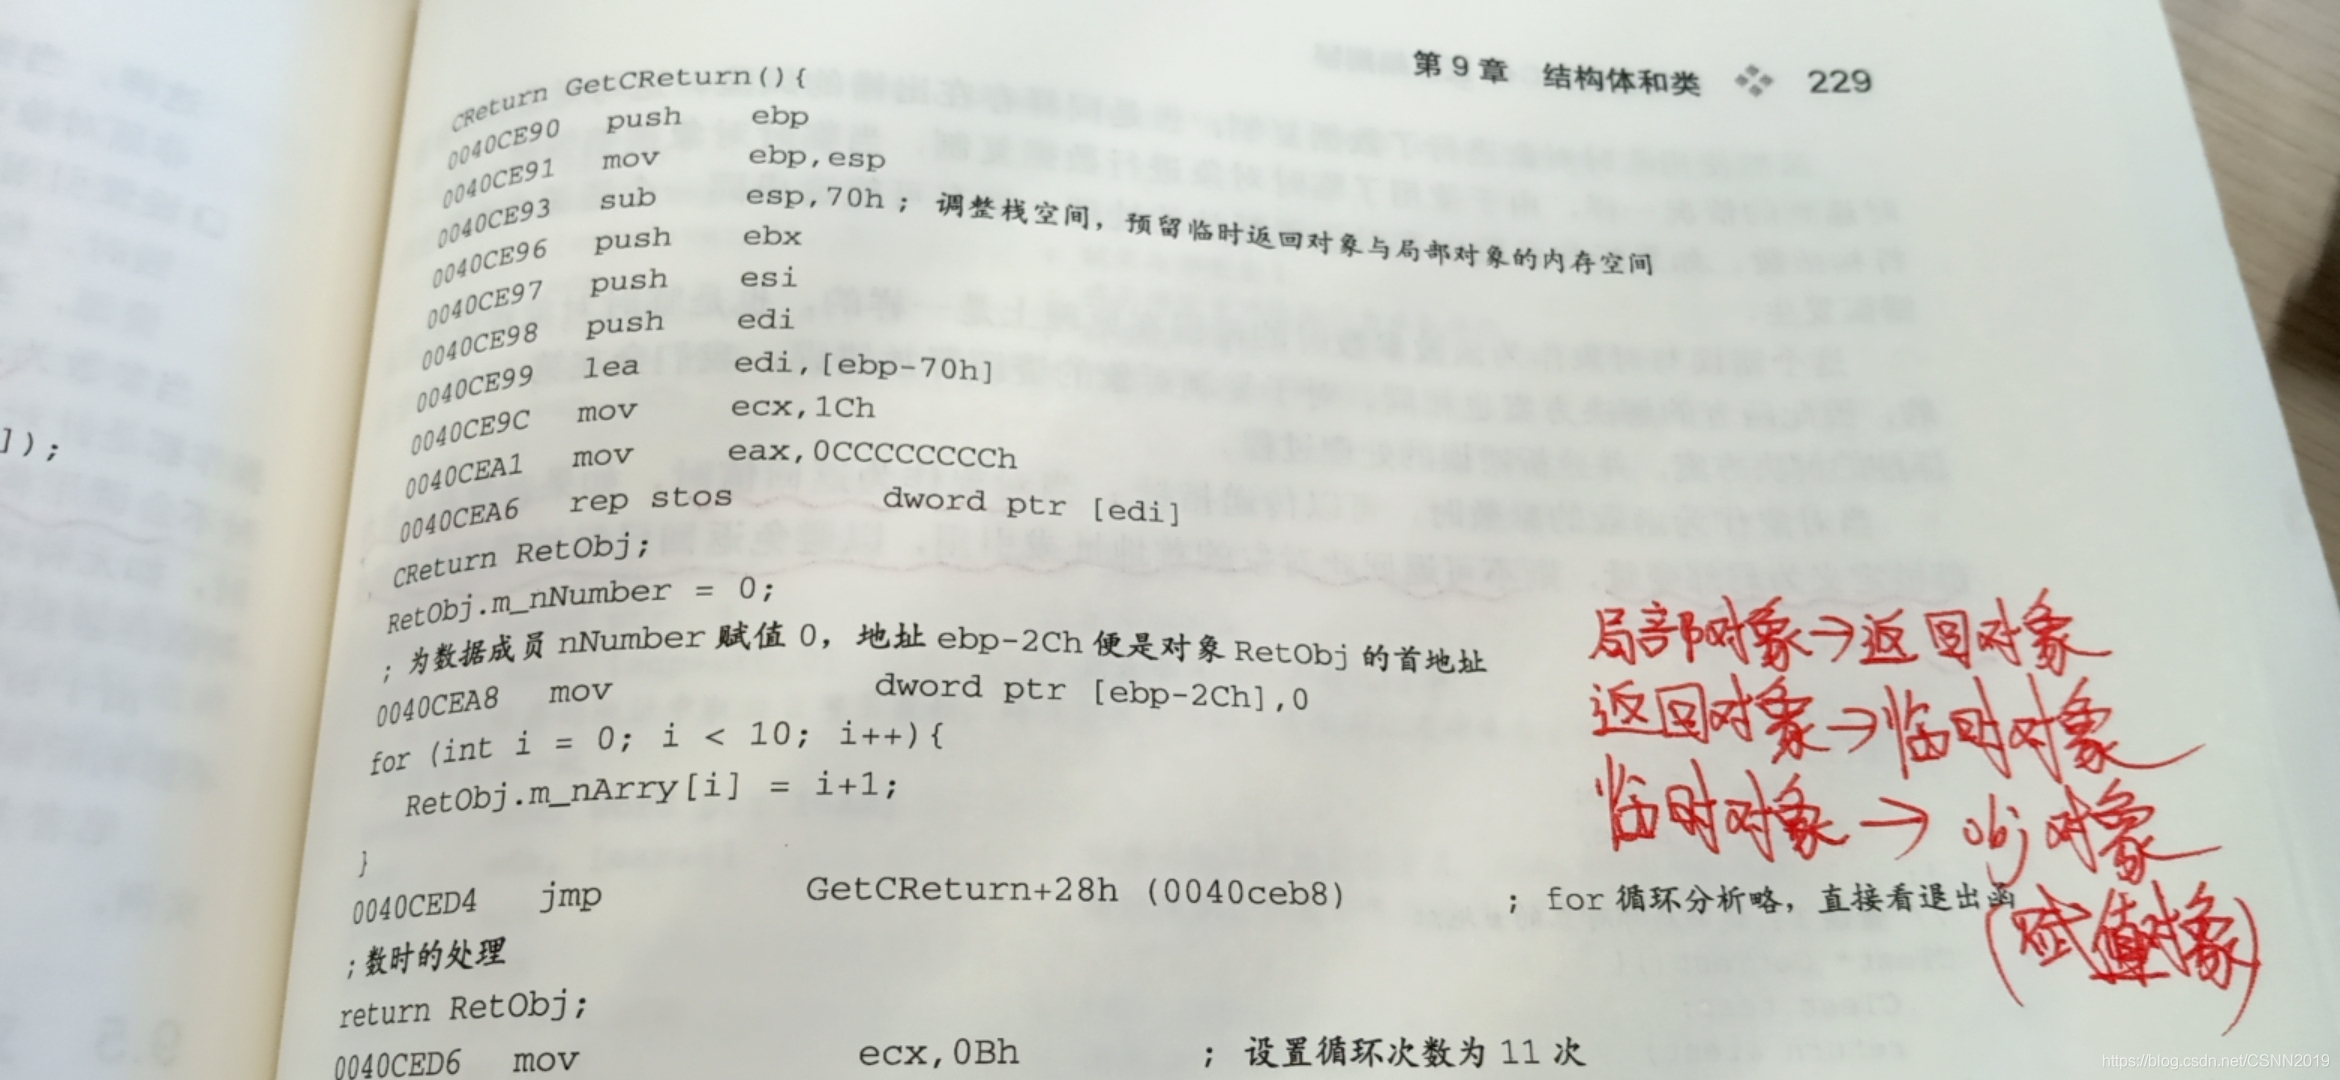 第9章 结构体和类 229
CReturn GetCReturn(){
0040CE90 push ebp
0040CE91 mov ebp,esp
0040CE93 sub esp,70h ; 调整栈空间，预留临时返回对象与局部对象的内存空间
0040CE96 push ebx
0040CE97 push esi
0040CE98 push edi
0040CE99 lea edi,[ebp-70h]
0040CE9C mov ecx,1Ch
0040CEA1 mov eax,0CCCCCCCCh
0040CEA6 rep stos dword ptr [edi]
CReturn RetObj;
RetObj.m_nNumber = 0;
; 为数据成员 nNumber 赋值 0，地址 ebp-2Ch 便是对象 RetObj 的首地址
0040CEA8 mov dword ptr [ebp-2Ch],0
for (int i = 0; i < 10; i++){
RetObj.m_nArry[i] = i+1;
}
0040CED4 jmp GetCReturn+28h (0040ceb8) ; for 循环分析略，直接看退出函
;数时的处理
return RetObj;
0040CED6 mov ecx,0Bh ; 设置循环次数为 11 次
]);
局部对象→返回对象
返回对象→临时对象
临时对象→obj对象
(赋值对象)
https://blog.csdn.net/CSNN2019